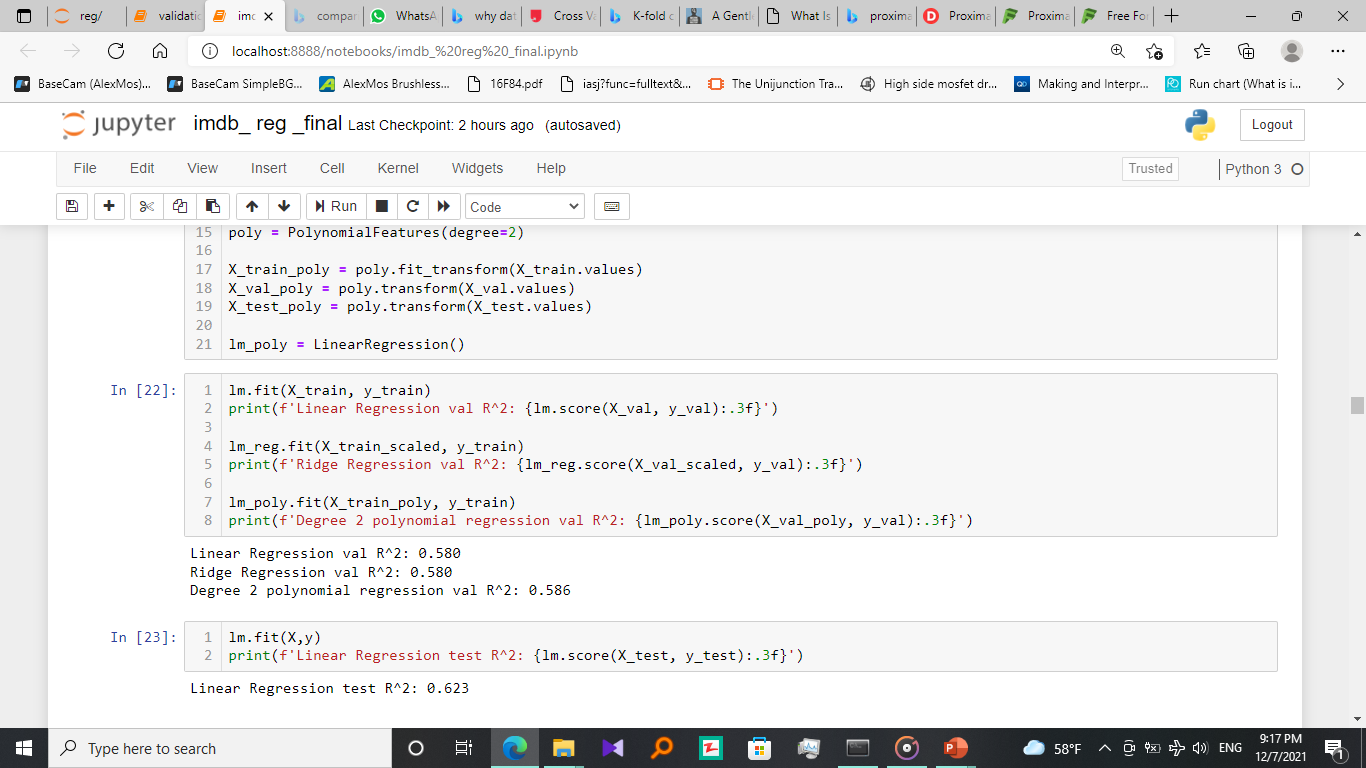 reg/
validatio
imd
compar
WhatsA
why dat
Cross Va
K-fold c
A Gentl
What Is
proxima
Proxima
Proxima
Free Fo
localhost:8888/notebooks/imdb_%20reg%20_final.ipynb
BaseCam (AlexMos)...
BaseCam SimpleBG...
AlexMos Brushless...
16F84.pdf
iasj?func=fulltext&...
The Unijunction Tra...
High side mosfet dr...
Making and Interpr...
Run chart (What is i...
jupyter imdb_ reg _final Last Checkpoint: 2 hours ago (autosaved)
Logout
File Edit View Insert Cell Kernel Widgets Help
Trusted
Python 3
Run
Code
15 poly = PolynomialFeatures(degree=2)
16
17 X_train_poly = poly.fit_transform(X_train.values)
18 X_val_poly = poly.transform(X_val.values)
19 X_test_poly = poly.transform(X_test.values)
20
21 lm_poly = LinearRegression()
In [22]:
1 lm.fit(X_train, y_train)
2 print(f'Linear Regression val R^2: {lm.score(X_val, y_val):.3f}')
3
4 lm_reg.fit(X_train_scaled, y_train)
5 print(f'Ridge Regression val R^2: {lm_reg.score(X_val_scaled, y_val):.3f}')
6
7 lm_poly.fit(X_train_poly, y_train)
8 print(f'Degree 2 polynomial regression val R^2: {lm_poly.score(X_val_poly, y_val):.3f}')
Linear Regression val R^2: 0.580
Ridge Regression val R^2: 0.580
Degree 2 polynomial regression val R^2: 0.586
In [23]:
1 lm.fit(X,y)
2 print(f'Linear Regression test R^2: {lm.score(X_test, y_test):.3f}')
Linear Regression test R^2: 0.623
Type here to search
58°F
ENG
9:17 PM
12/7/2021
1